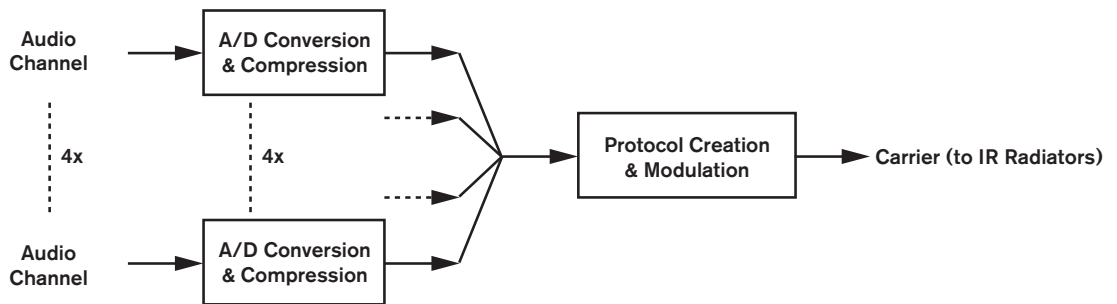 Audio
Channel
A/D Conversion
& Compression
4x
4x
Protocol Creation
& Modulation
Carrier (to IR Radiators)
Audio
Channel
A/D Conversion
& Compression